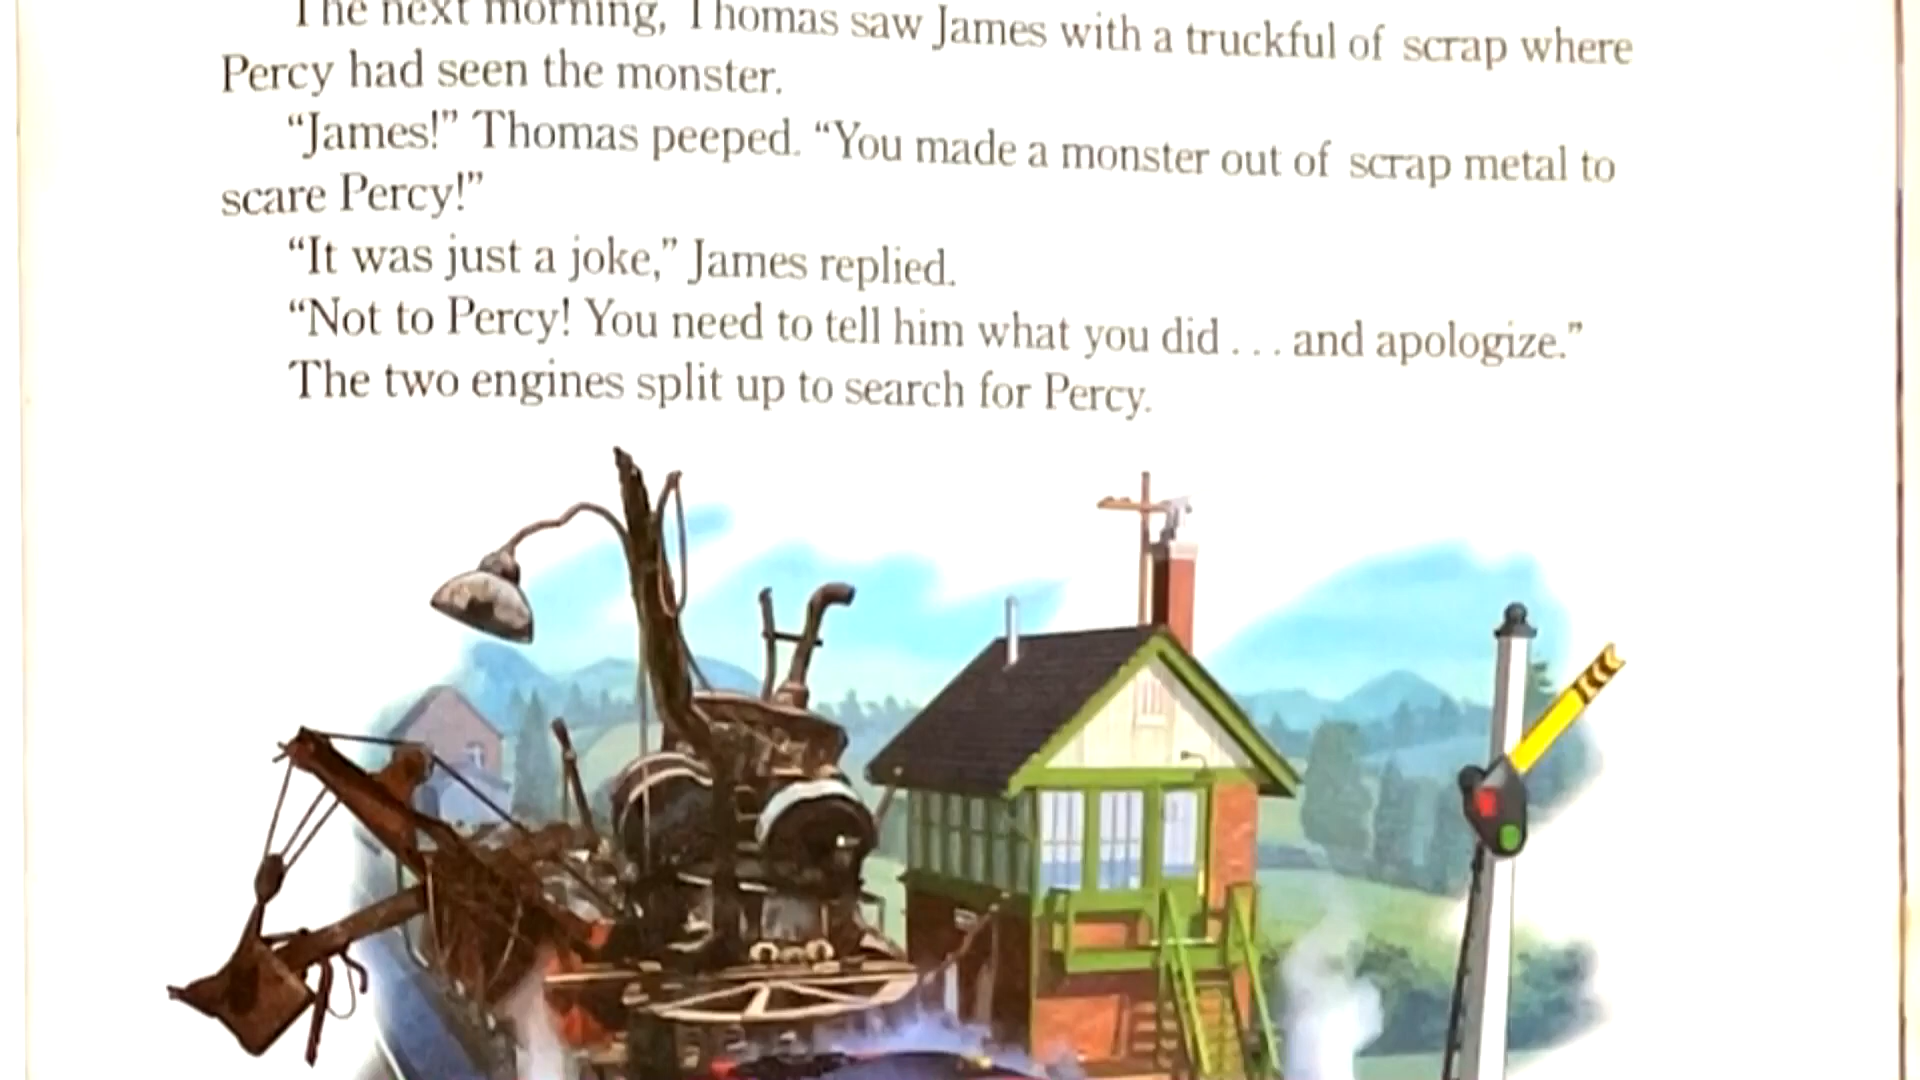 The next morning, Thomas saw James with a truckful of scrap where
Percy had seen the monster.
“James!” Thomas peeped. “You made a monster out of scrap metal to
scare Percy!”
“It was just a joke,” James replied.
“Not to Percy! You need to tell him what you did . . . and apologize.”
The two engines split up to search for Percy.